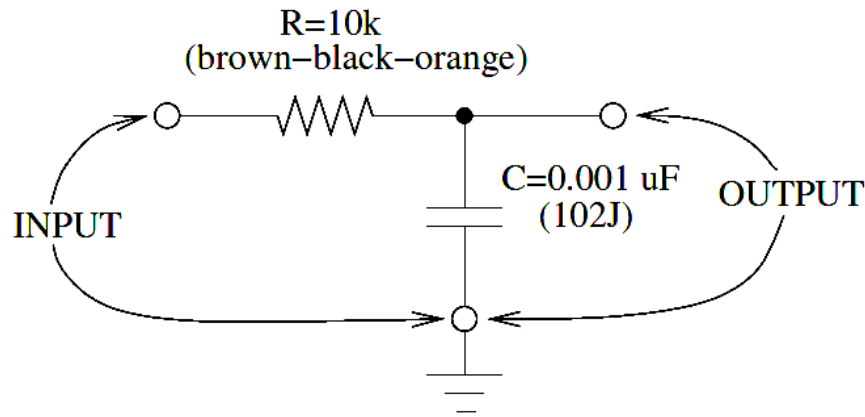 R=10k
(brown−black−orange)
C=0.001 uF
(102J)
OUTPUT
INPUT